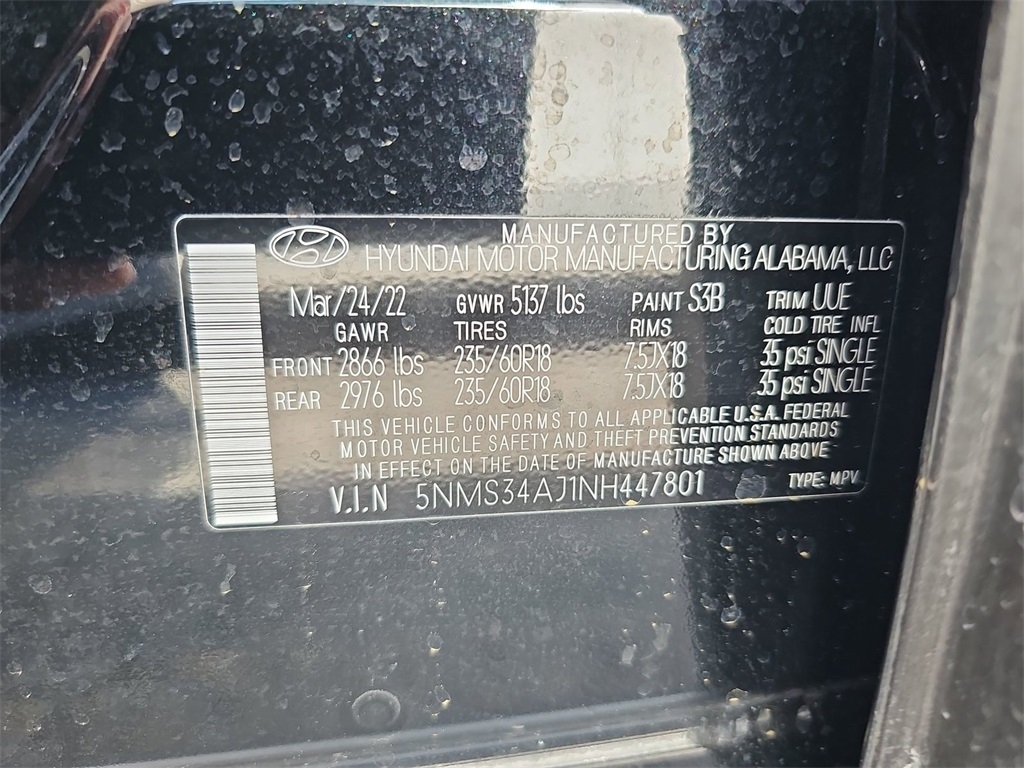 MANUFACTURED BY
HYUNDAI MOTOR MANUFACTURING ALABAMA, LLC
Mar/24/22 GVWR 5137 lbs PAINT S3B TRIM UUE
GAWR TIRES RIMS COLD TIRE INFL
FRONT 2866 lbs 235/60R18 7.5JX18 35 psi SINGLE
REAR 2976 lbs 235/60R18 7.5JX18 35 psi SINGLE
THIS VEHICLE CONFORMS TO ALL APPLICABLE U.S.A. FEDERAL
MOTOR VEHICLE SAFETY AND THEFT PREVENTION STANDARDS
IN EFFECT ON THE DATE OF MANUFACTURE SHOWN ABOVE
V.I.N 5NMS34AJ1NH447801 TYPE: MPV